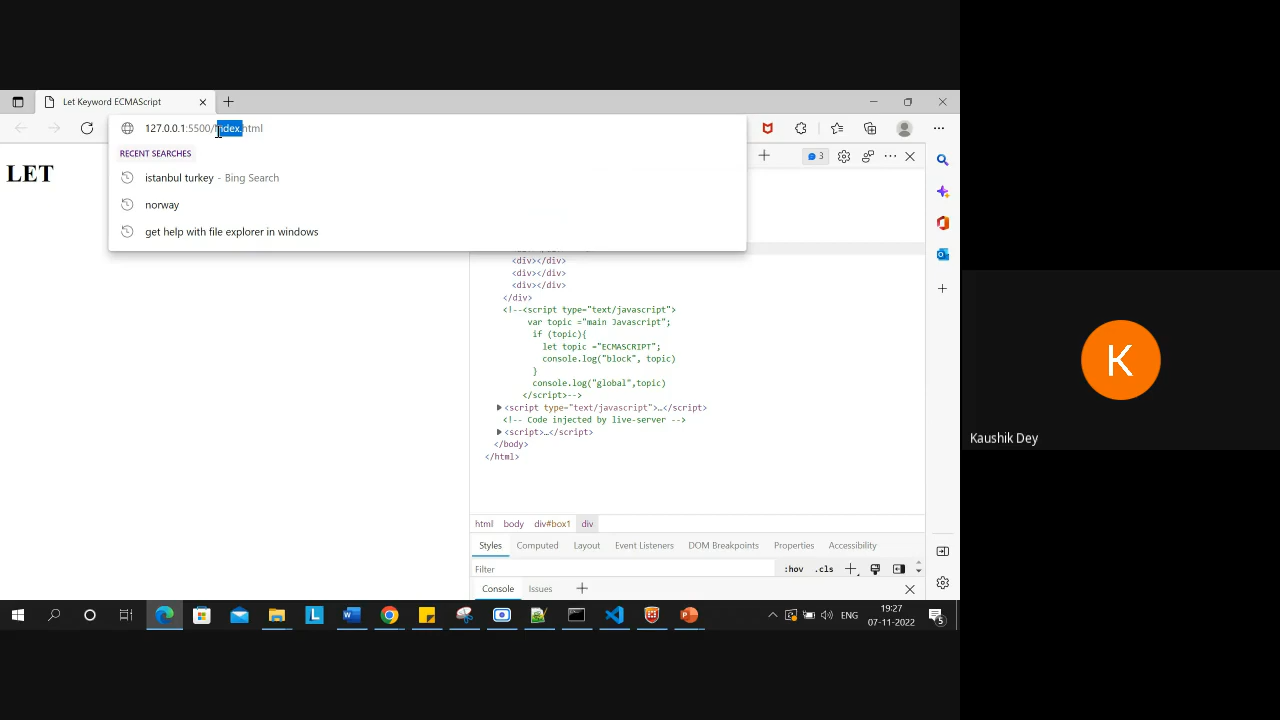 Let Keyword ECMAScript
127.0.0.1:5500/index.html
RECENT SEARCHES
istanbul turkey - Bing Search
norway
get help with file explorer in windows
LET
3
<div></div>
<div></div>
<div></div>
</div>
<!--<script type="text/javascript">
var topic ="main Javascript";
if (topic){
let topic ="ECMASCRIPT";
console.log("block", topic)
}
console.log("global",topic)
</script>-->
<script type="text/javascript">…</script>
<!-- Code injected by live-server -->
<script>…</script>
</body>
</html>
html body div#box1 div
Styles Computed Layout Event Listeners DOM Breakpoints Properties Accessibility
Filter :hov .cls
Console Issues
K
Kaushik Dey
ENG
19:27
07-11-2022
5